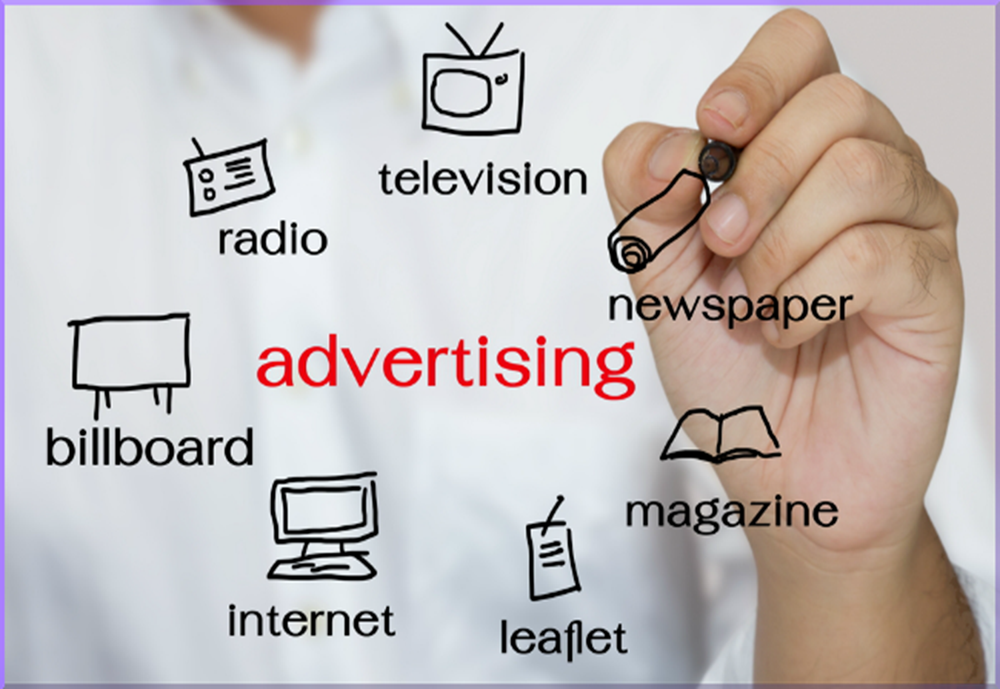 television
radio
newspaper
advertising
billboard
magazine
internet
leaflet